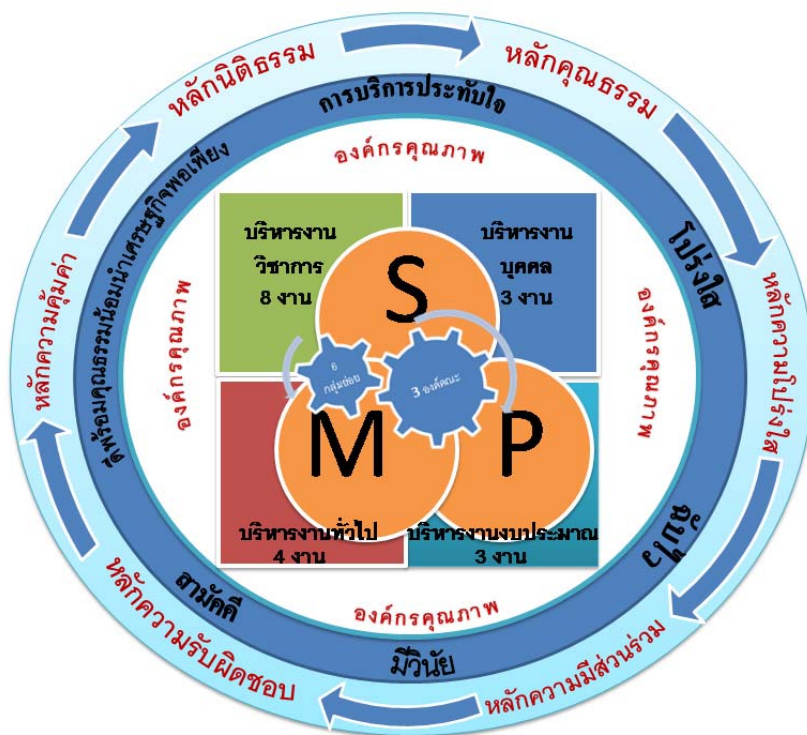 หลักนิติธรรม
หลักคุณธรรม
หลักความโปร่งใส
หลักความมีส่วนร่วม
หลักความรับผิดชอบ
หลักความคุ้มค่า
การบริการประทับใจ
โปร่งใส
ฉับไว
มีวินัย
สามัคคี
ดีพร้อมคุณธรรมน้อมนำเศรษฐกิจพอเพียง
องค์กรคุณภาพ
องค์กรคุณภาพ
องค์กรคุณภาพ
องค์กรคุณภาพ
บริหารงาน
วิชาการ
8 งาน
บริหารงาน
บุคคล
3 งาน
S
6
กลุ่มย่อย
3 องค์คณะ
M
P
บริหารงานทั่วไป
4 งาน
บริหารงานงบประมาณ
3 งาน